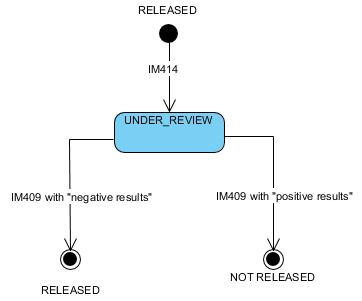 RELEASED
IM414
UNDER_REVIEW
IM409 with "negative results"
IM409 with "positive results"
RELEASED
NOT RELEASED